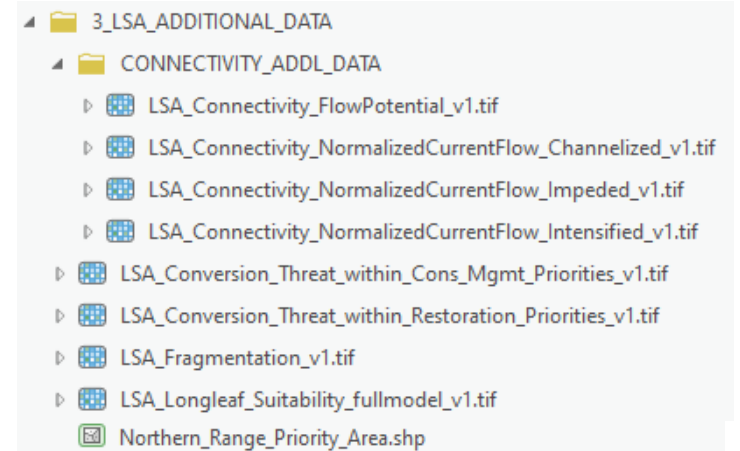 3_LSA_ADDITIONAL_DATA
CONNECTIVITY_ADDL_DATA
LSA_Connectivity_FlowPotential_v1.tif
LSA_Connectivity_NormalizedCurrentFlow_Channelized_v1.tif
LSA_Connectivity_NormalizedCurrentFlow_Impeded_v1.tif
LSA_Connectivity_NormalizedCurrentFlow_Intensified_v1.tif
LSA_Conversion_Threat_within_Cons_Mgmt_Priorities_v1.tif
LSA_Conversion_Threat_within_Restoration_Priorities_v1.tif
LSA_Fragmentation_v1.tif
LSA_Longleaf_Suitability_fullmodel_v1.tif
Northern_Range_Priority_Area.shp